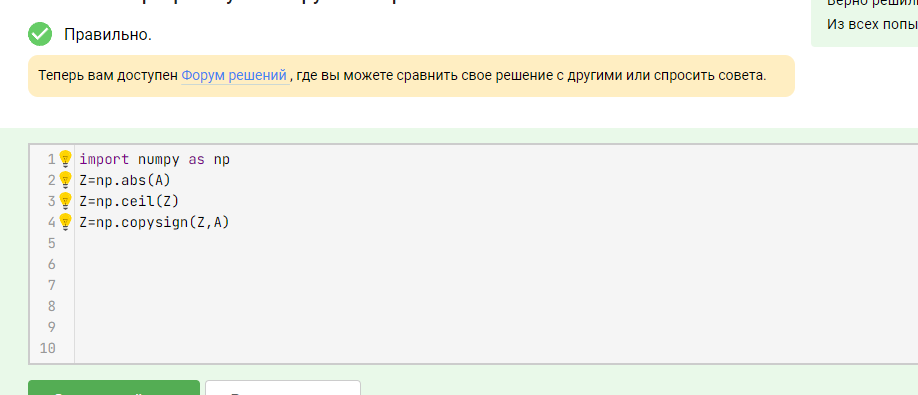 Верно решил
Из всех попы
Правильно.
Теперь вам доступен Форум решений , где вы можете сравнить свое решение с другими или спросить совета.
1 import numpy as np
2 Z=np.abs(A)
3 Z=np.ceil(Z)
4 Z=np.copysign(Z,A)
5
6
7
8
9
10